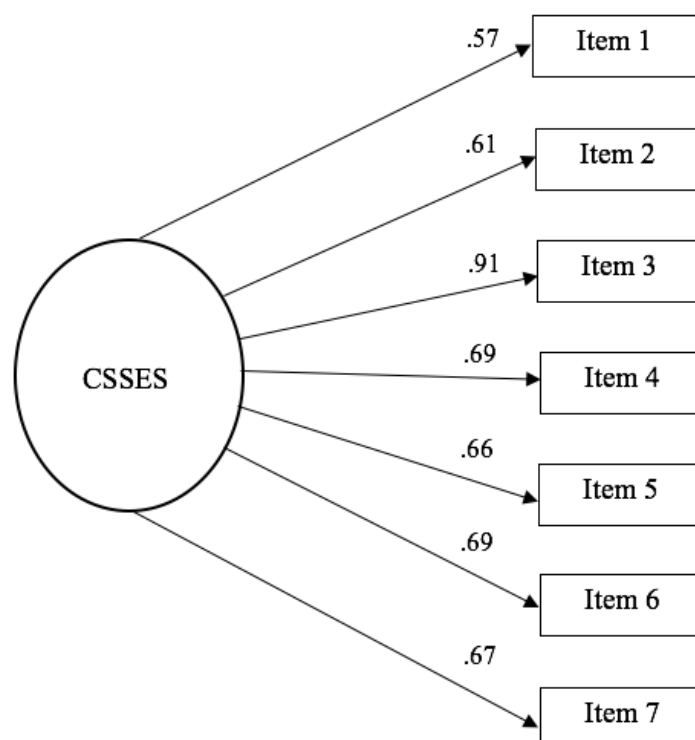 .57
Item 1
.61
Item 2
.91
Item 3
.69
Item 4
CSSES
.66
Item 5
.69
Item 6
.67
Item 7